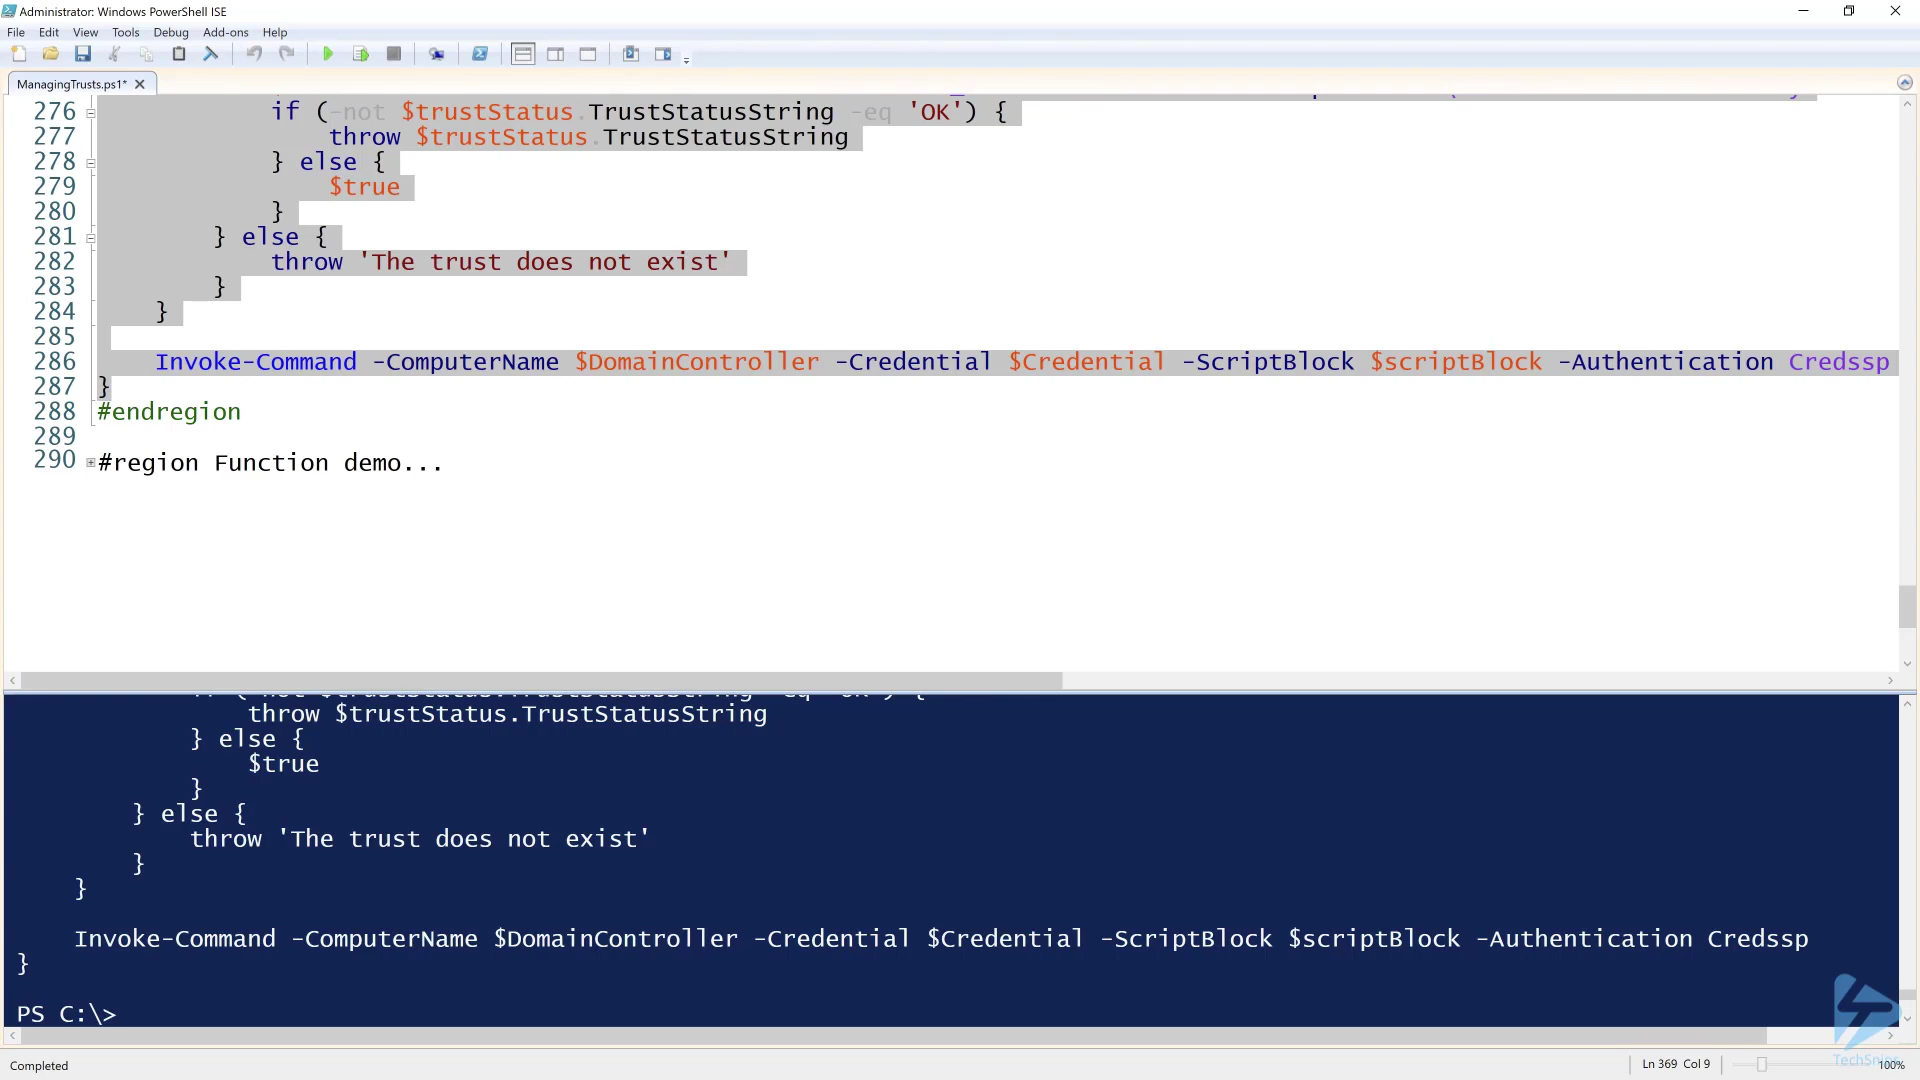 Administrator: Windows PowerShell ISE
File Edit View Tools Debug Add-ons Help
ManagingTrusts.ps1*
276 if (-not $trustStatus.TrustStatusString -eq 'OK') {
277 throw $trustStatus.TrustStatusString
278 } else {
279 $true
280 }
281 } else {
282 throw 'The trust does not exist'
283 }
284 }
285
286 Invoke-Command -ComputerName $DomainController -Credential $Credential -ScriptBlock $scriptBlock -Authentication Credssp
287 }
288 #endregion
289
290 #region Function demo...
throw $trustStatus.TrustStatusString
} else {
$true
}
} else {
throw 'The trust does not exist'
}
}
Invoke-Command -ComputerName $DomainController -Credential $Credential -ScriptBlock $scriptBlock -Authentication Credssp
}
PS C:\>
Completed
Ln 369 Col 9
100%